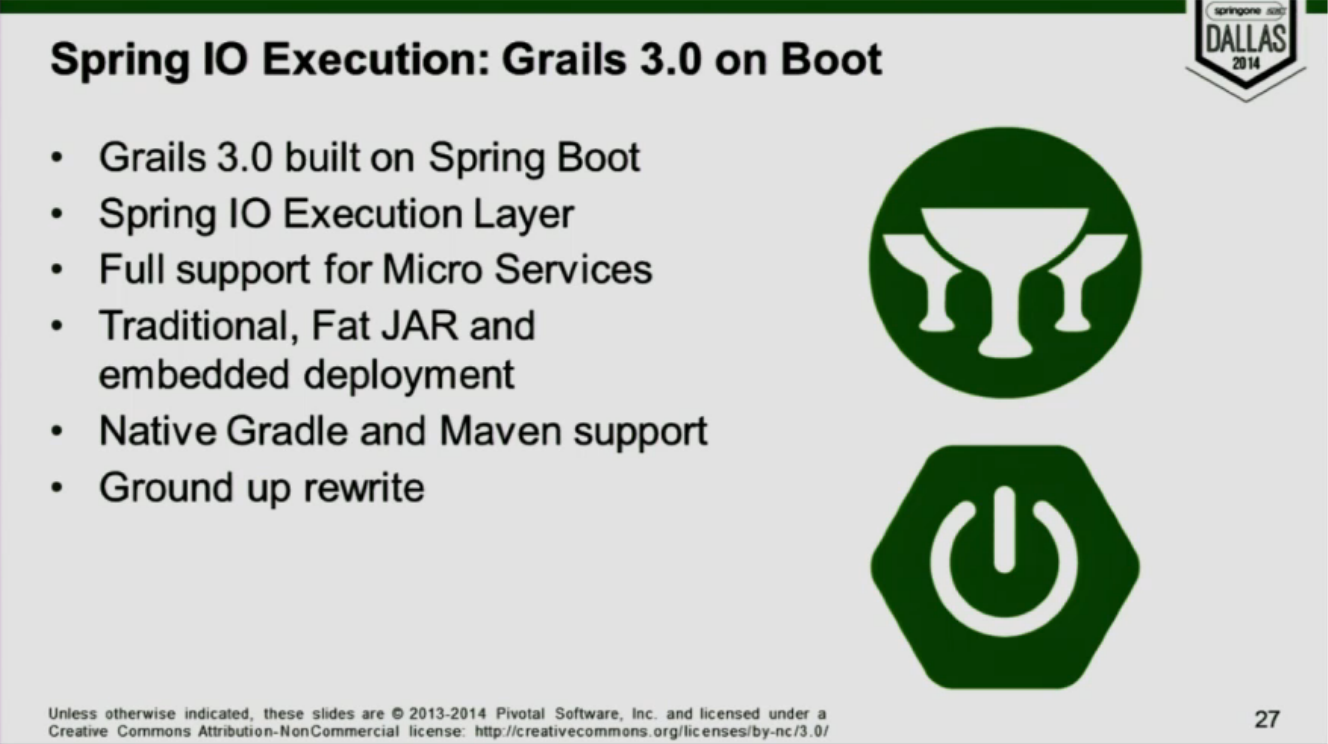 springone
DALLAS
2014
Spring IO Execution: Grails 3.0 on Boot
• Grails 3.0 built on Spring Boot
• Spring IO Execution Layer
• Full support for Micro Services
• Traditional, Fat JAR and
embedded deployment
• Native Gradle and Maven support
• Ground up rewrite
Unless otherwise indicated, these slides are © 2013-2014 Pivotal Software, Inc. and licensed under a
Creative Commons Attribution-NonCommercial license: http://creativecommons.org/licenses/by-nc/3.0/
27